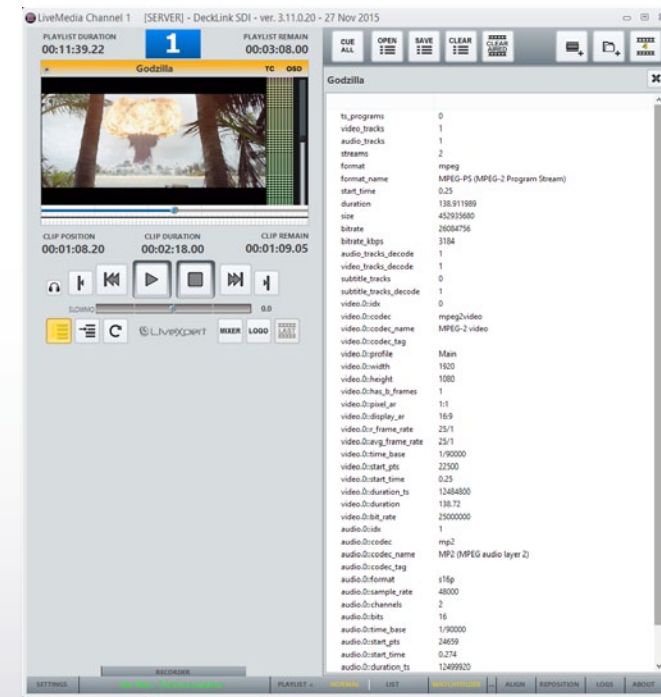 LiveMedia Channel 1 [SERVER] - DeckLink SDI - ver. 3.11.0.20 - 27 Nov 2015
PLAYLIST DURATION
00:11:39.22
1
PLAYLIST REMAIN
00:03:08.00
Godzilla TC OSD
CLIP POSITION
00:01:08.20
CLIP DURATION
00:02:18.00
CLIP REMAIN
00:01:09.05
SLOWMO 0.0
LIVEXPERT MIXER LOGO LAST
RECORDER
CUE ALL
OPEN
SAVE
CLEAR
CLEAR AIRED
Godzilla
ts_programs 0
video_tracks 1
audio_tracks 1
streams 2
format mpeg
format_name MPEG-PS (MPEG-2 Program Stream)
start_time 0.25
duration 138.911989
size 452935680
bitrate 26084756
bitrate_kbps 3184
audio_tracks_decode 1
video_tracks_decode 1
subtitle_tracks 0
subtitle_tracks_decode 1
video.0::idx 0
video.0::codec mpeg2video
video.0::codec_name MPEG-2 video
video.0::codec_tag
video.0::profile Main
video.0::width 1920
video.0::height 1080
video.0::has_b_frames 1
video.0::pixel_ar 1:1
video.0::display_ar 16:9
video.0::r_frame_rate 25/1
video.0::avg_frame_rate 25/1
video.0::time_base 1/90000
video.0::start_pts 22500
video.0::start_time 0.25
video.0::duration_ts 12484800
video.0::duration 138.72
video.0::bit_rate 25000000
audio.0::idx 1
audio.0::codec mp2
audio.0::codec_name MP2 (MPEG audio layer 2)
audio.0::codec_tag
audio.0::format s16p
audio.0::sample_rate 48000
audio.0::channels 2
audio.0::bits 16
audio.0::time_base 1/90000
audio.0::start_pts 24659
audio.0::start_time 0.274
audio.0::duration_ts 12499920
SETTINGS PLAYLIST » NORMAL LIST WATCHFOLDER ... ALIGN REPOSITION LOGS ABOUT